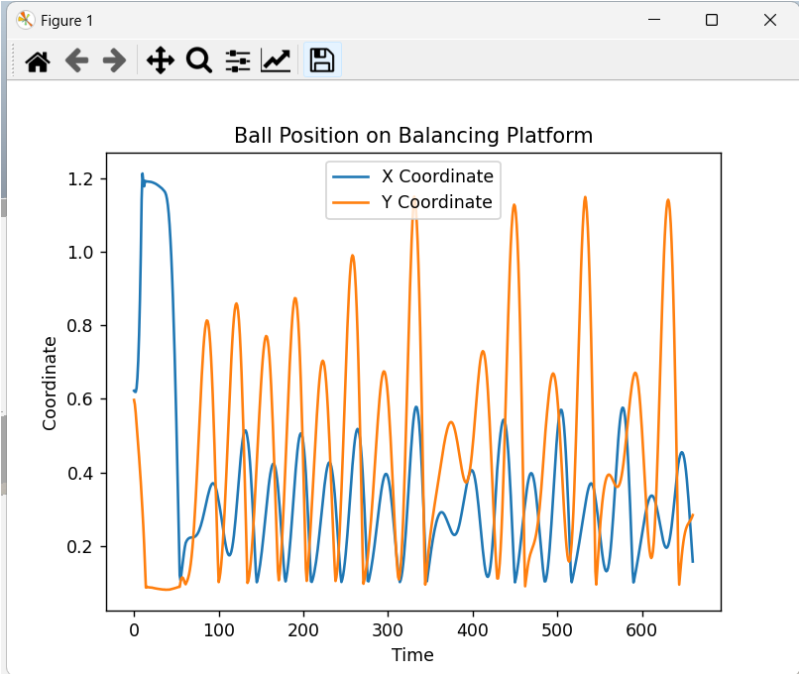 Figure 1
Ball Position on Balancing Platform
X Coordinate
Y Coordinate
1.2
1.0
0.8
0.6
0.4
0.2
Coordinate
0 100 200 300 400 500 600
Time